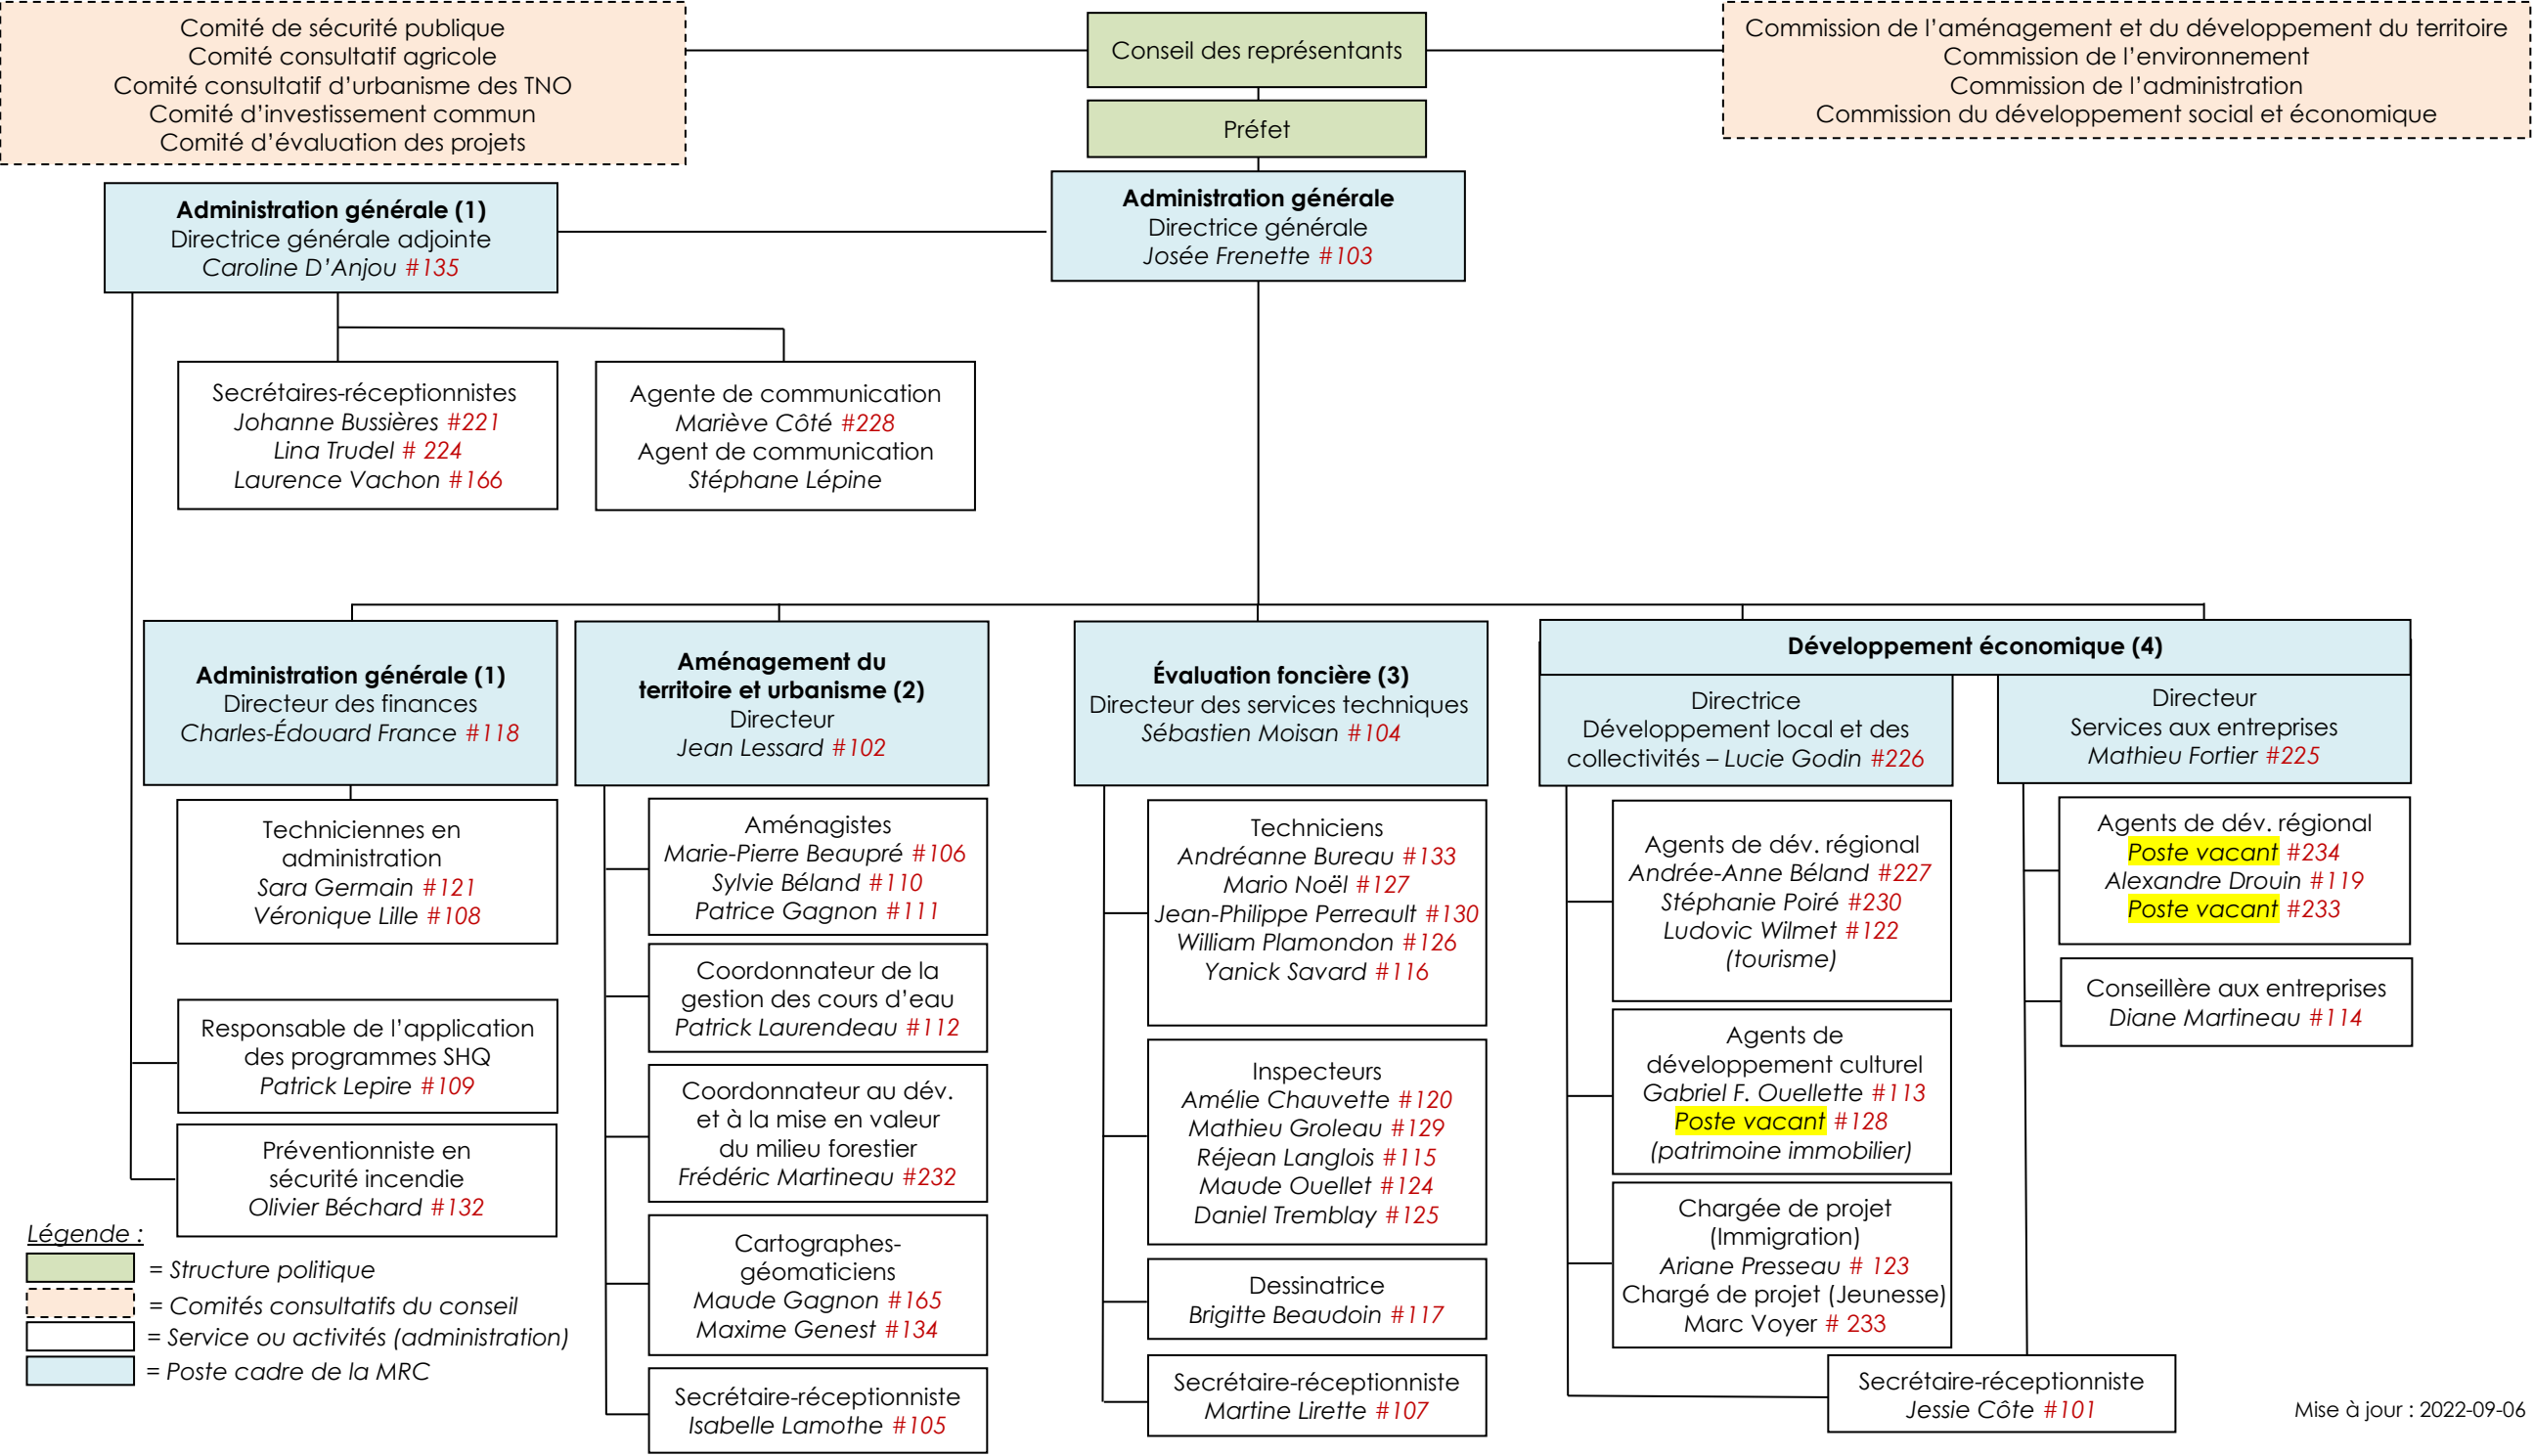 Comité de sécurité publique
Comité consultatif agricole
Comité consultatif d’urbanisme des TNO
Comité d’investissement commun
Comité d’évaluation des projets
Conseil des représentants
Préfet
Commission de l’aménagement et du développement du territoire
Commission de l’environnement
Commission de l’administration
Commission du développement social et économique
Administration générale (1)
Directrice générale adjointe
Caroline D’Anjou #135
Administration générale
Directrice générale
Josée Frenette #103
Secrétaires-réceptionnistes
Johanne Bussières #221
Lina Trudel # 224
Laurence Vachon #166
Agente de communication
Mariève Côté #228
Agent de communication
Stéphane Lépine
Administration générale (1)
Directeur des finances
Charles-Édouard France #118
Techniciennes en
administration
Sara Germain #121
Véronique Lille #108
Responsable de l’application
des programmes SHQ
Patrick Lepire #109
Préventionniste en
sécurité incendie
Olivier Béchard #132
Aménagement du
territoire et urbanisme (2)
Directeur
Jean Lessard #102
Aménagistes
Marie-Pierre Beaupré #106
Sylvie Béland #110
Patrice Gagnon #111
Coordonnateur de la
gestion des cours d’eau
Patrick Laurendeau #112
Coordonnateur au dév.
et à la mise en valeur
du milieu forestier
Frédéric Martineau #232
Cartographes-
géomaticiens
Maude Gagnon #165
Maxime Genest #134
Secrétaire-réceptionniste
Isabelle Lamothe #105
Évaluation foncière (3)
Directeur des services techniques
Sébastien Moisan #104
Techniciens
Andréanne Bureau #133
Mario Noël #127
Jean-Philippe Perreault #130
William Plamondon #126
Yanick Savard #116
Inspecteurs
Amélie Chauvette #120
Mathieu Groleau #129
Réjean Langlois #115
Maude Ouellet #124
Daniel Tremblay #125
Dessinatrice
Brigitte Beaudoin #117
Secrétaire-réceptionniste
Martine Lirette #107
Développement économique (4)
Directrice
Développement local et des
collectivités – Lucie Godin #226
Agents de dév. régional
Andrée-Anne Béland #227
Stéphanie Poiré #230
Ludovic Wilmet #122
(tourisme)
Agents de
développement culturel
Gabriel F. Ouellette #113
Poste vacant #128
(patrimoine immobilier)
Chargée de projet
(Immigration)
Ariane Presseau # 123
Chargé de projet (Jeunesse)
Marc Voyer # 233
Directeur
Services aux entreprises
Mathieu Fortier #225
Agents de dév. régional
Poste vacant #234
Alexandre Drouin #119
Poste vacant #233
Conseillère aux entreprises
Diane Martineau #114
Secrétaire-réceptionniste
Jessie Côte #101
Légende :
= Structure politique
= Comités consultatifs du conseil
= Service ou activités (administration)
= Poste cadre de la MRC
Mise à jour : 2022-09-06